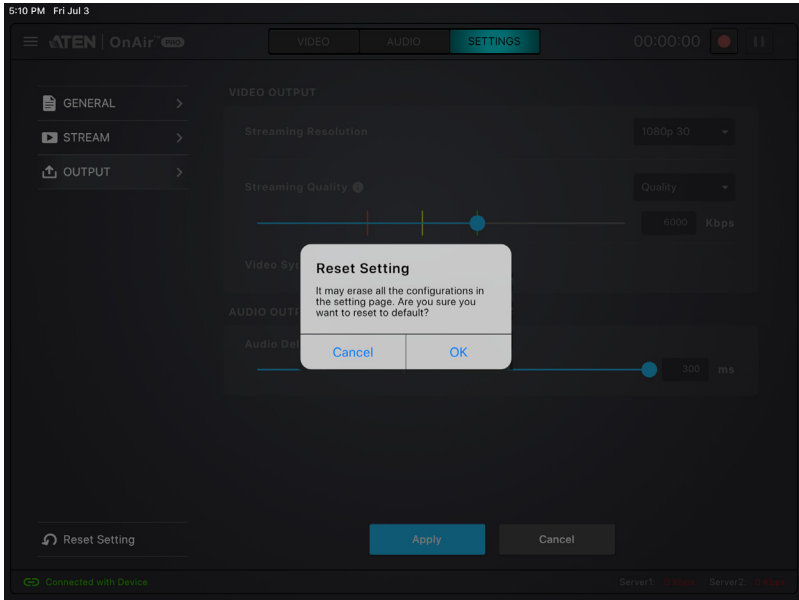 5:10 PM Fri Jul 3
ATEN OnAir™ PRO
VIDEO
AUDIO
SETTINGS
00:00:00
GENERAL
STREAM
OUTPUT
VIDEO OUTPUT
Streaming Resolution
1080p 30
Streaming Quality
Quality
6000 Kbps
Video
Reset Setting
It may erase all the configurations in
the setting page. Are you sure you
want to reset to default?
Cancel
OK
AUDIO
Audio
300 ms
Reset Setting
Apply
Cancel
Connected with Device
Server1:
Server2: